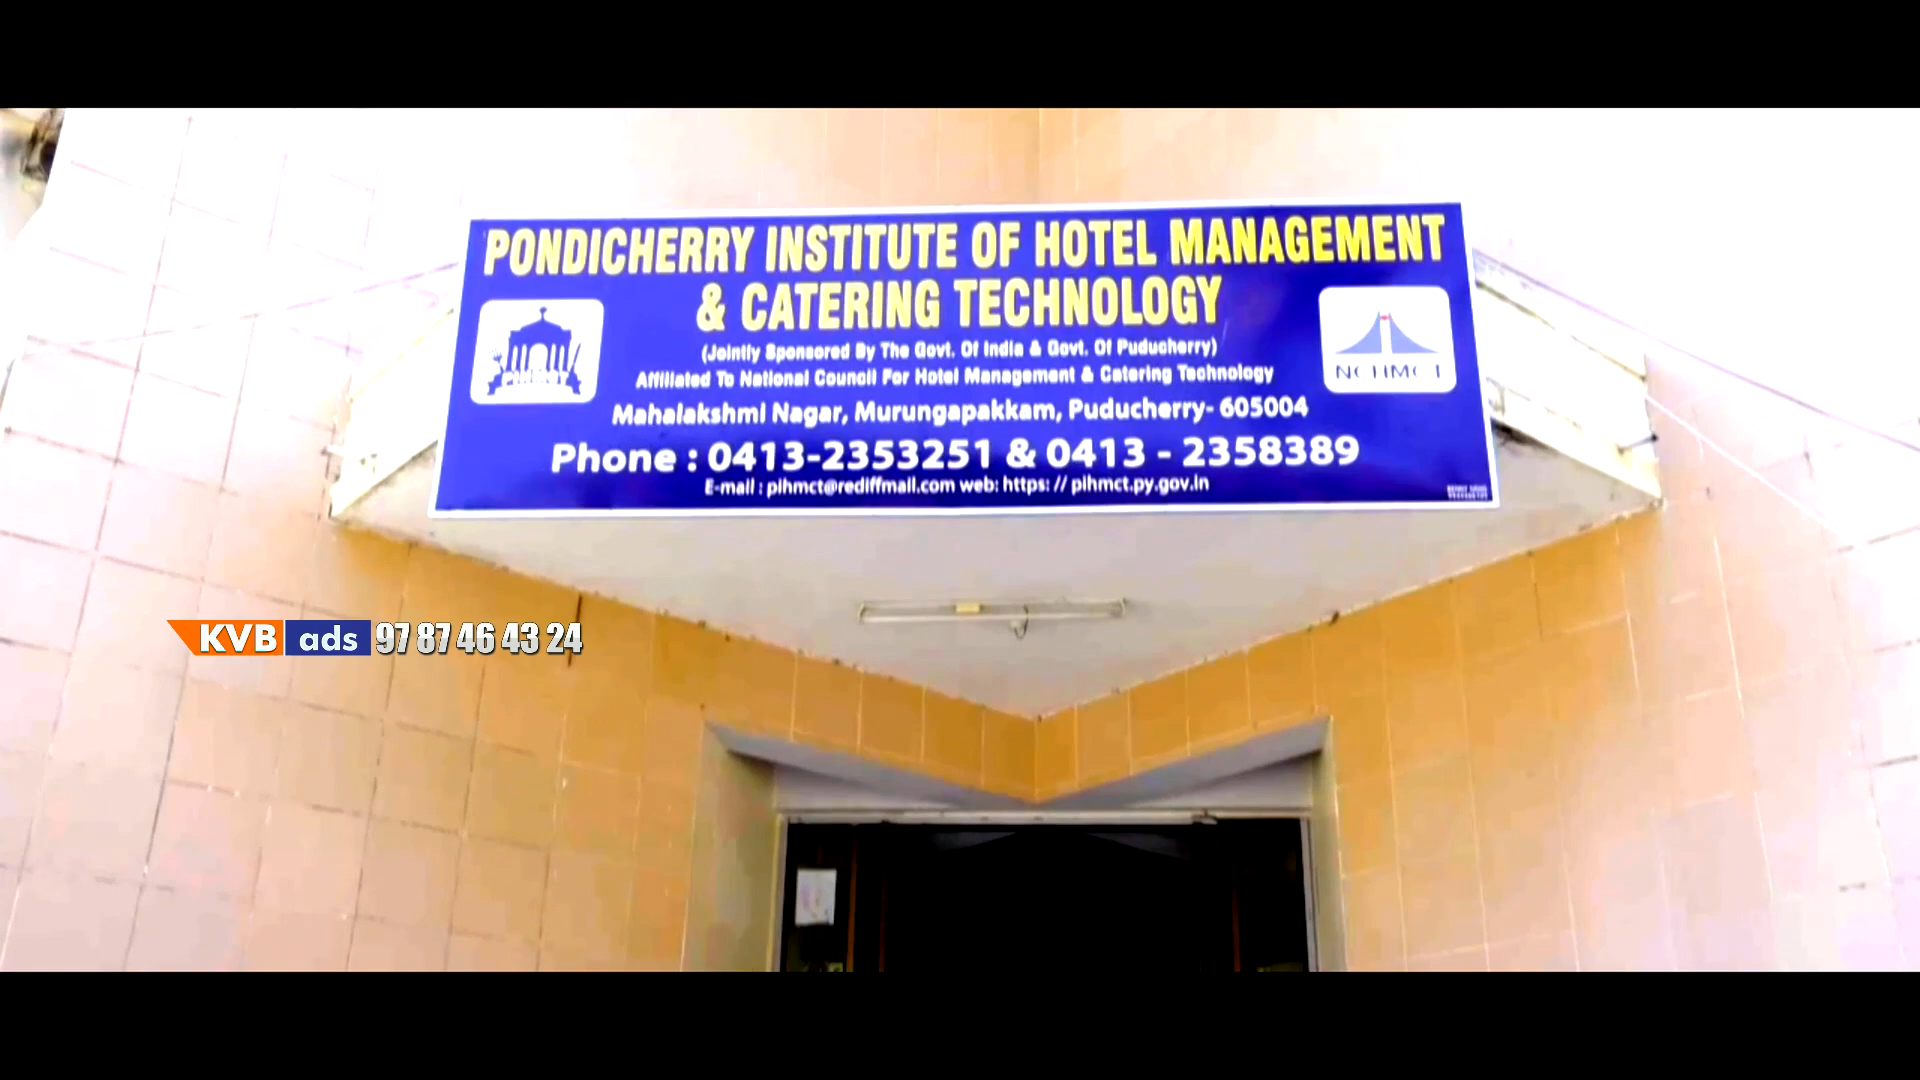 PONDICHERRY INSTITUTE OF HOTEL MANAGEMENT
& CATERING TECHNOLOGY
(Jointly Sponsored By The Govt. Of India & Govt. Of Puducherry)
Affiliated To National Council For Hotel Management & Catering Technology
PIHMCT
NCHMCT
Mahalakshmi Nagar, Murungapakkam, Puducherry- 605004
Phone : 0413-2353251 & 0413 - 2358389
E-mail : pihmct@rediffmail.com web: https: // pihmct.py.gov.in
KVB ads 97 87 46 43 24